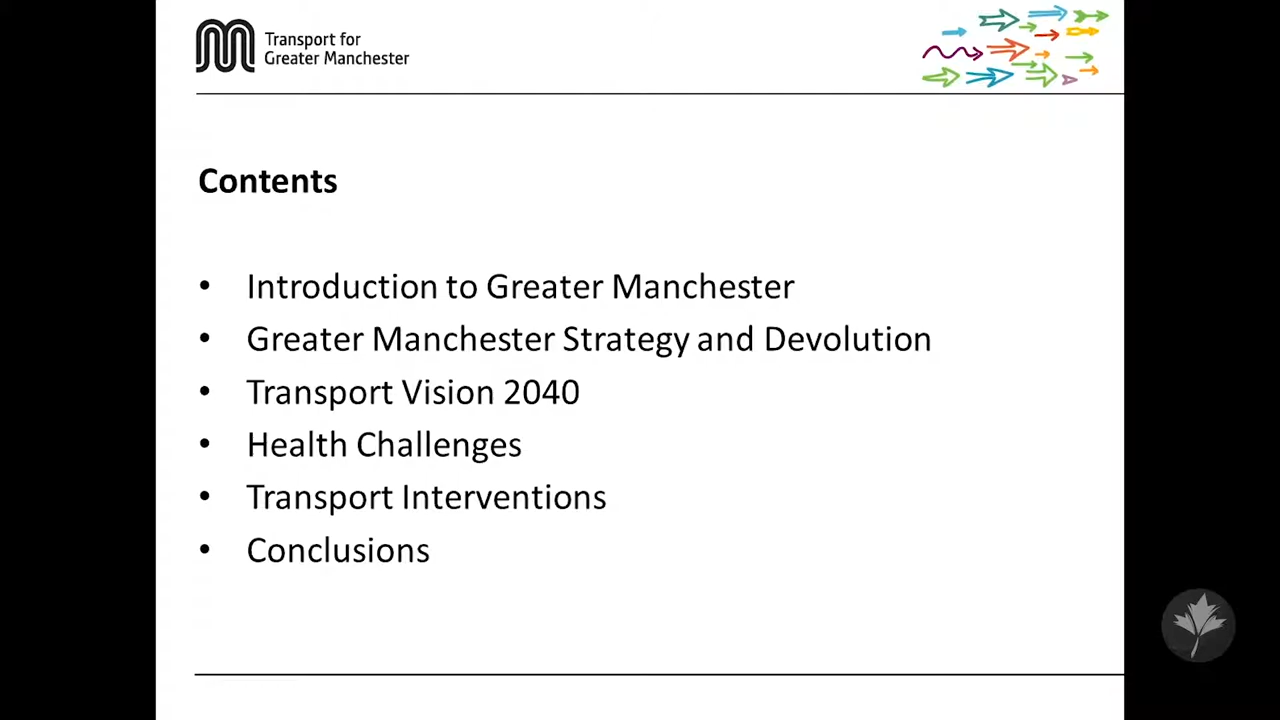 Transport for
Greater Manchester
Contents
• Introduction to Greater Manchester
• Greater Manchester Strategy and Devolution
• Transport Vision 2040
• Health Challenges
• Transport Interventions
• Conclusions